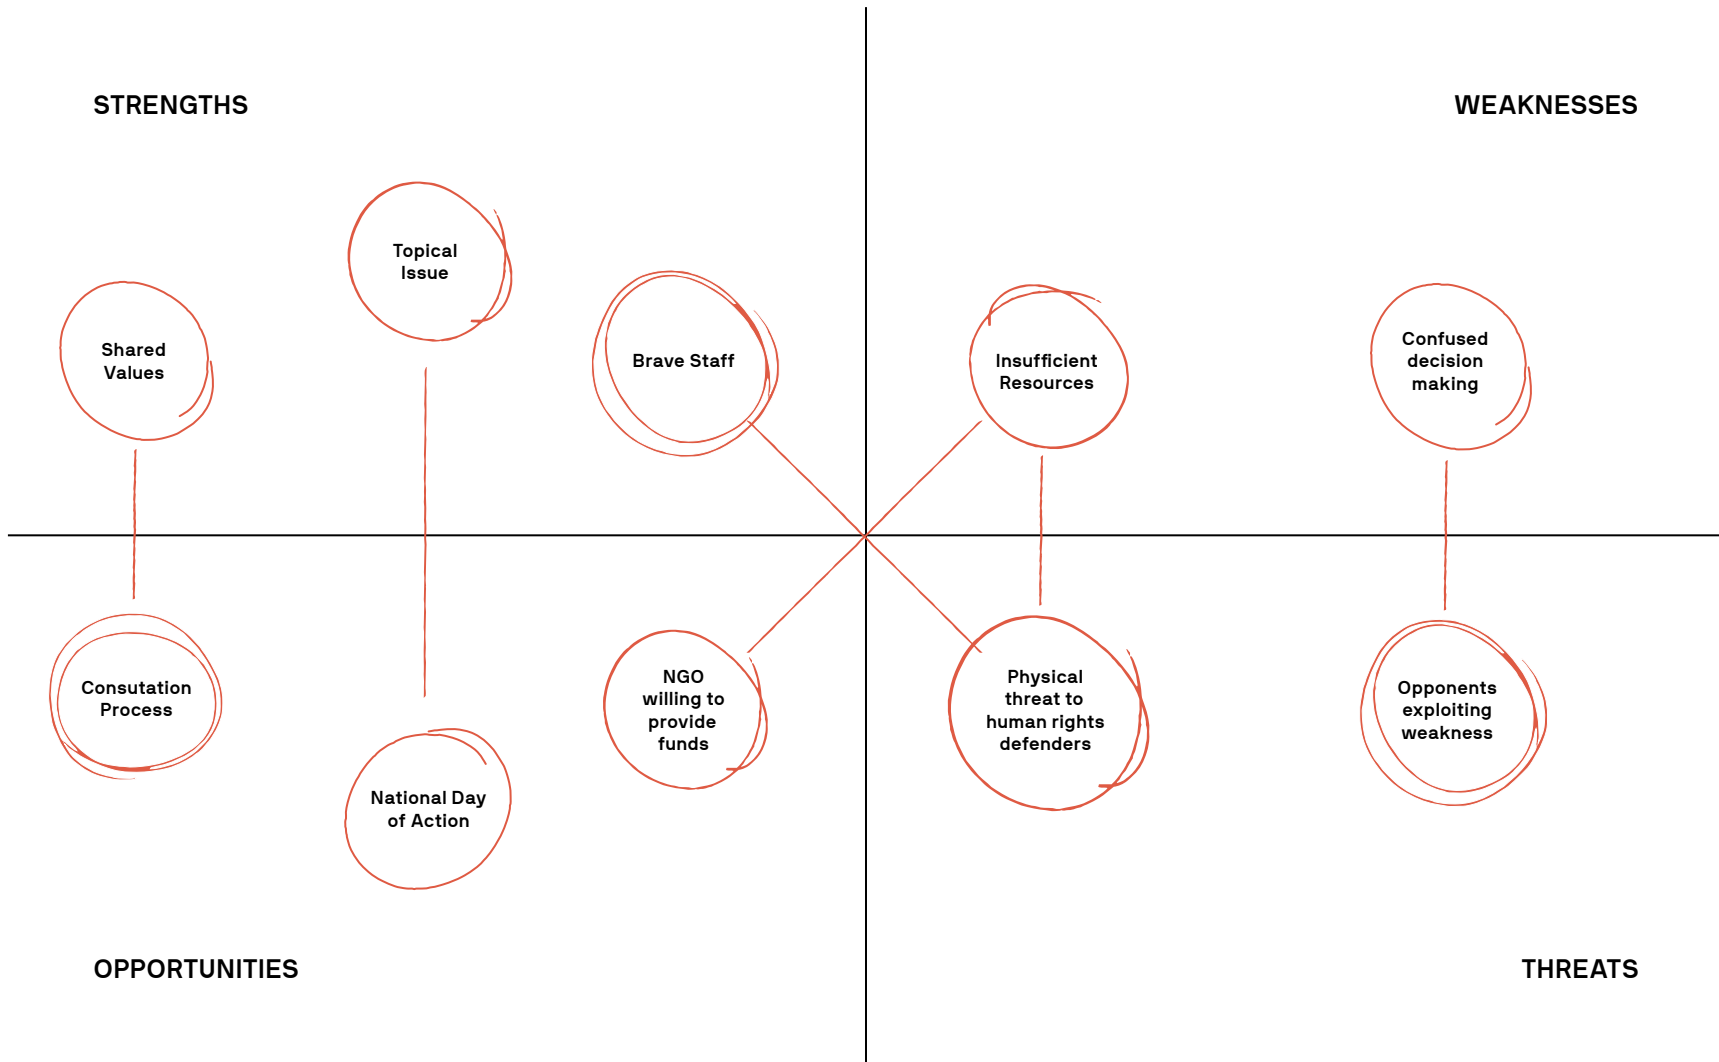 STRENGTHS
WEAKNESSES
Shared
Values
Topical
Issue
Brave Staff
Insufficient
Resources
Confused
decision
making
Consutation
Process
National Day
of Action
NGO
willing to
provide
funds
Physical
threat to
human rights
defenders
Opponents
exploiting
weakness
OPPORTUNITIES
THREATS